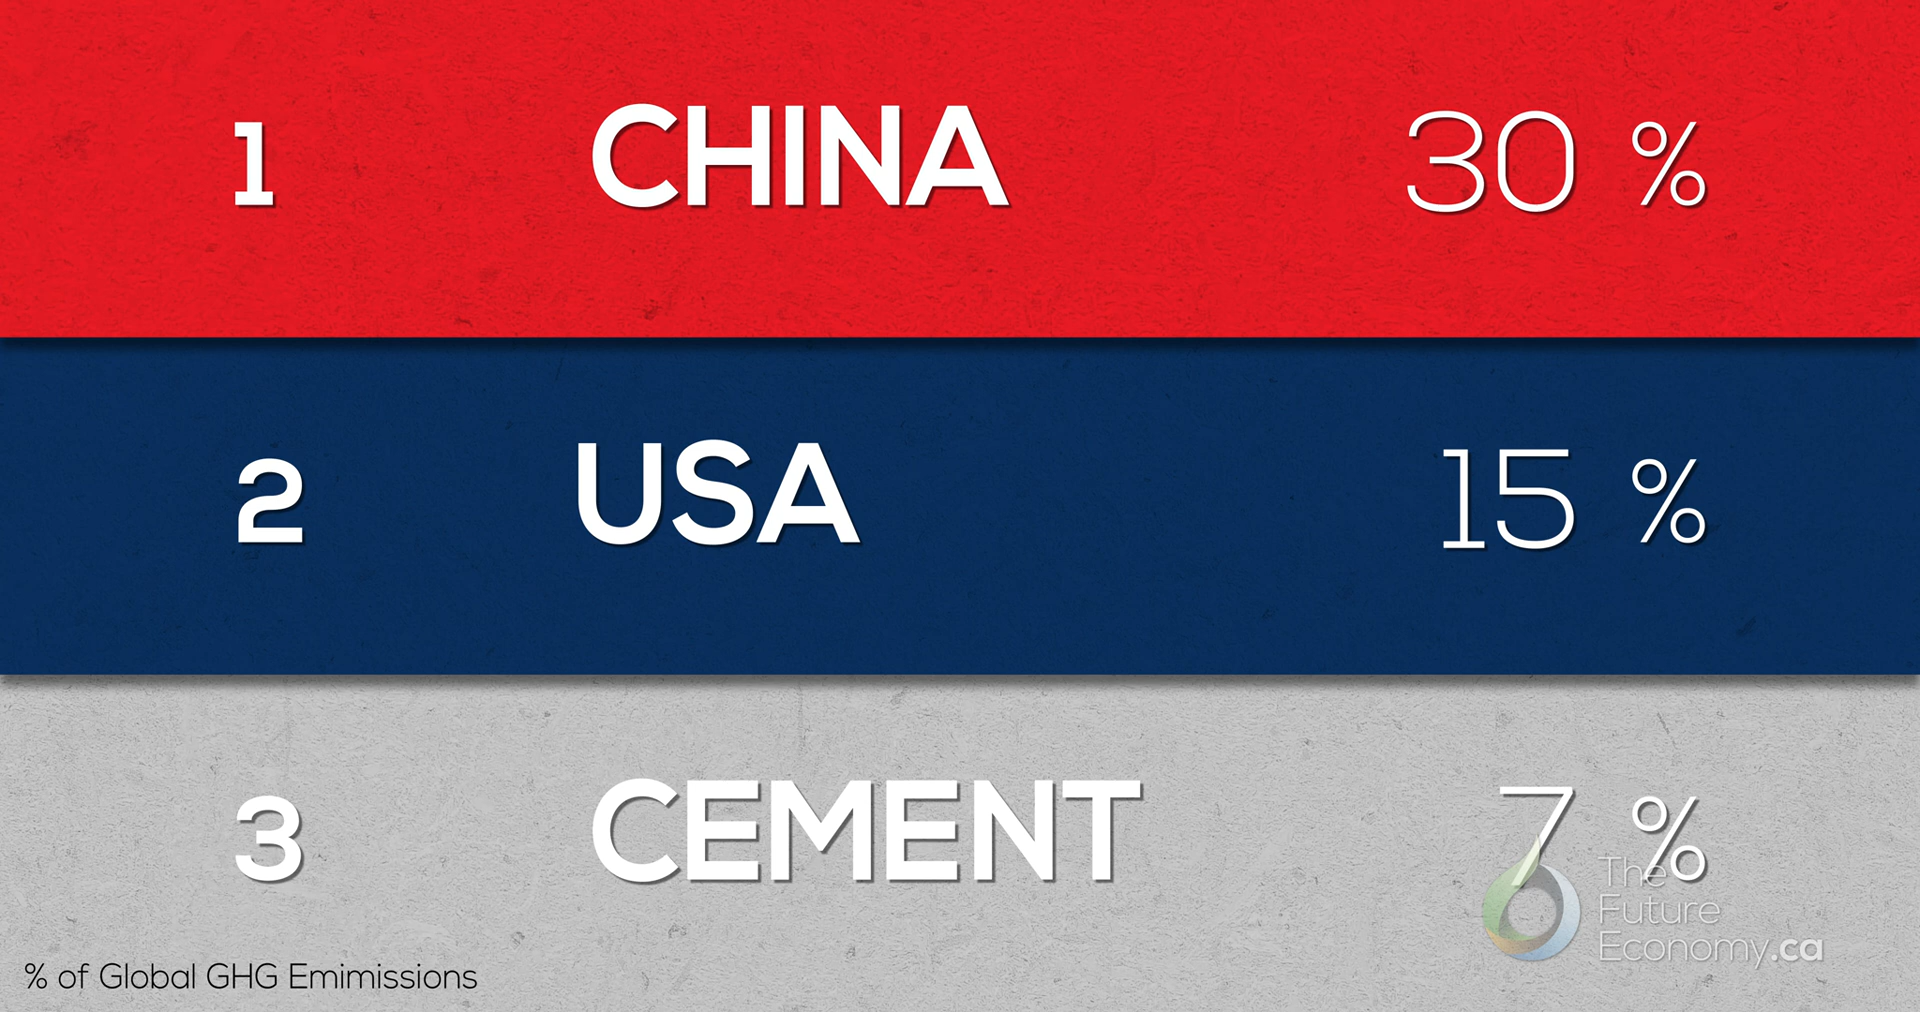 1 CHINA 30 %
2 USA 15 %
3 CEMENT 7 %
The
Future
Economy.ca
% of Global GHG Emimissions